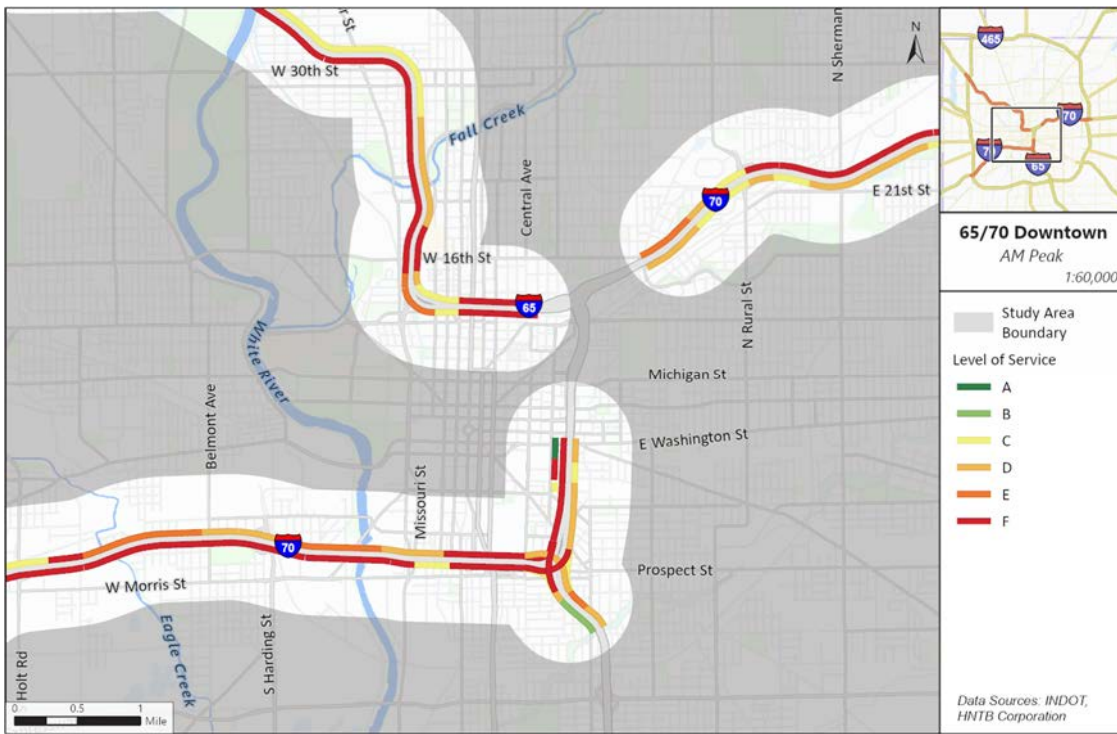 W 30th St
Fall Creek
Central Ave
N Sherman
N
70
E 21st St
W 16th St
65
N Rural St
White River
Michigan St
Belmont Ave
E Washington St
Missouri St
70
Prospect St
W Morris St
Eagle Creek
S Harding St
Holt Rd
0 0.5 1
Mile
465
70
65
65/70 Downtown
AM Peak
1:60,000
Study Area
Boundary
Level of Service
A
B
C
D
E
F
Data Sources: INDOT,
HNTB Corporation